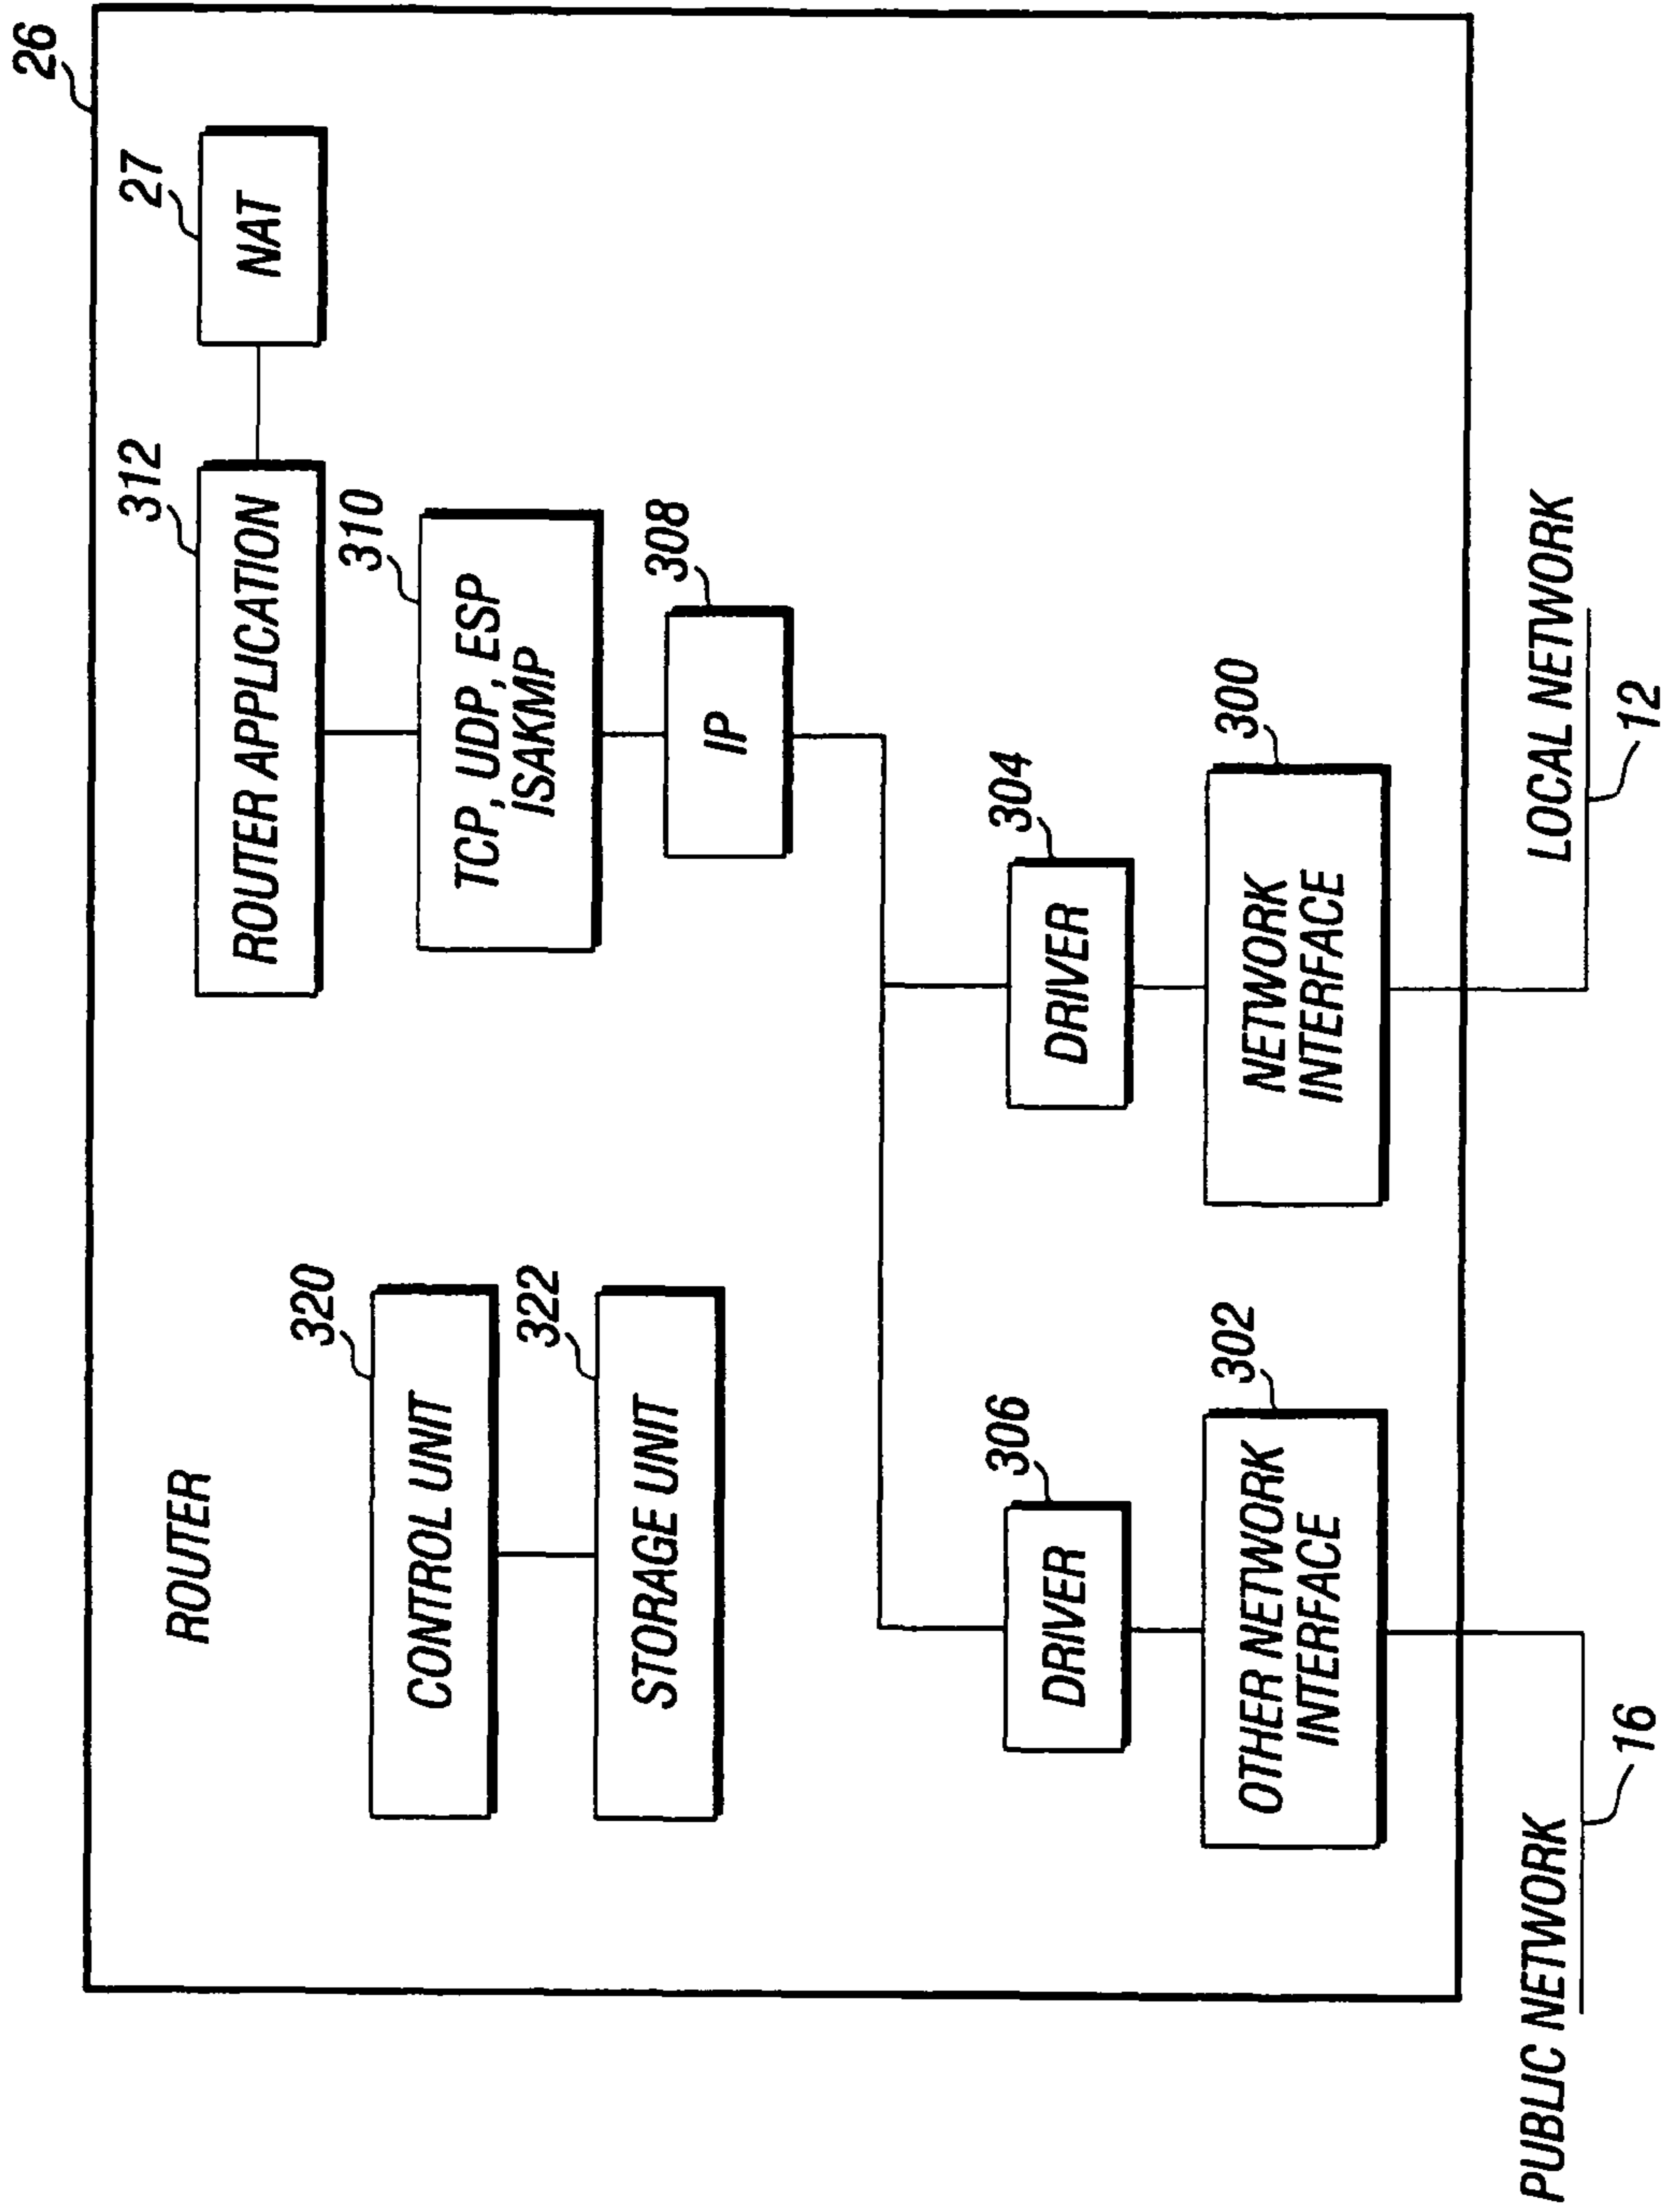 26
ROUTER
312
ROUTER APPLICATION
27
NAT
320
CONTROL UNIT
310
TCP, UDP, ESP
ISAKMP
322
STORAGE UNIT
308
IP
306
DRIVER
304
DRIVER
302
OTHER NETWORK
INTERFACE
300
NETWORK
INTERFACE
PUBLIC NETWORK
16
LOCAL NETWORK
12